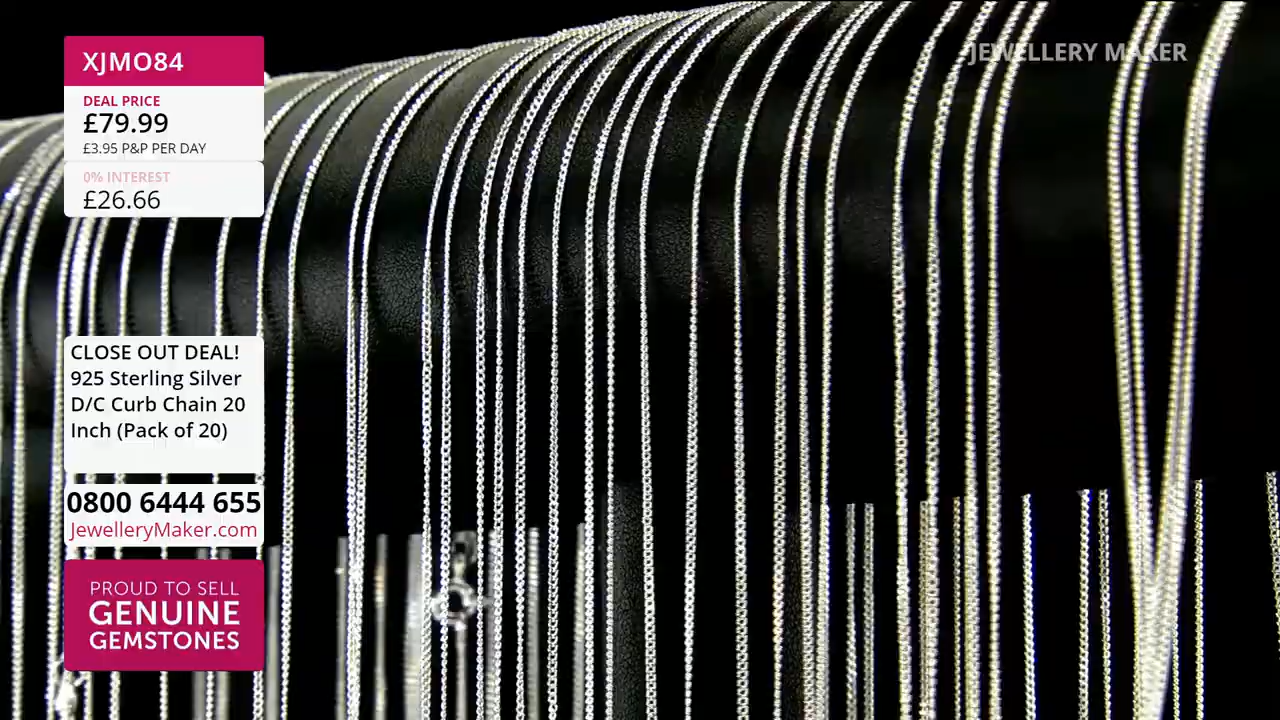 XJMO84
DEAL PRICE
£79.99
£3.95 P&P PER DAY
0% INTEREST
£26.66
CLOSE OUT DEAL!
925 Sterling Silver
D/C Curb Chain 20
Inch (Pack of 20)
0800 6444 655
JewelleryMaker.com
PROUD TO SELL
GENUINE
GEMSTONES
JEWELLERY MAKER